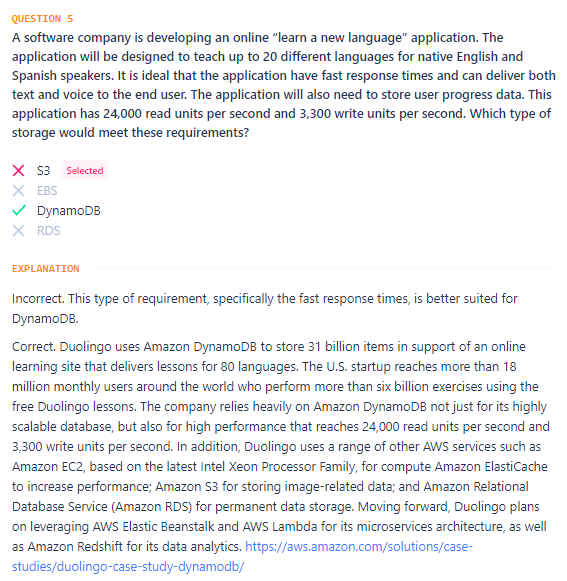 QUESTION 5
A software company is developing an online “learn a new language” application. The
application will be designed to teach up to 20 different languages for native English and
Spanish speakers. It is ideal that the application have fast response times and can deliver both
text and voice to the end user. The application will also need to store user progress data. This
application has 24,000 read units per second and 3,300 write units per second. Which type of
storage would meet these requirements?
S3 Selected
EBS
DynamoDB
RDS
EXPLANATION
Incorrect. This type of requirement, specifically the fast response times, is better suited for
DynamoDB.
Correct. Duolingo uses Amazon DynamoDB to store 31 billion items in support of an online
learning site that delivers lessons for 80 languages. The U.S. startup reaches more than 18
million monthly users around the world who perform more than six billion exercises using the
free Duolingo lessons. The company relies heavily on Amazon DynamoDB not just for its highly
scalable database, but also for high performance that reaches 24,000 read units per second and
3,300 write units per second. In addition, Duolingo uses a range of other AWS services such as
Amazon EC2, based on the latest Intel Xeon Processor Family, for compute Amazon ElastiCache
to increase performance; Amazon S3 for storing image-related data; and Amazon Relational
Database Service (Amazon RDS) for permanent data storage. Moving forward, Duolingo plans
on leveraging AWS Elastic Beanstalk and AWS Lambda for its microservices architecture, as well
as Amazon Redshift for its data analytics. https://aws.amazon.com/solutions/case-
studies/duolingo-case-study-dynamodb/